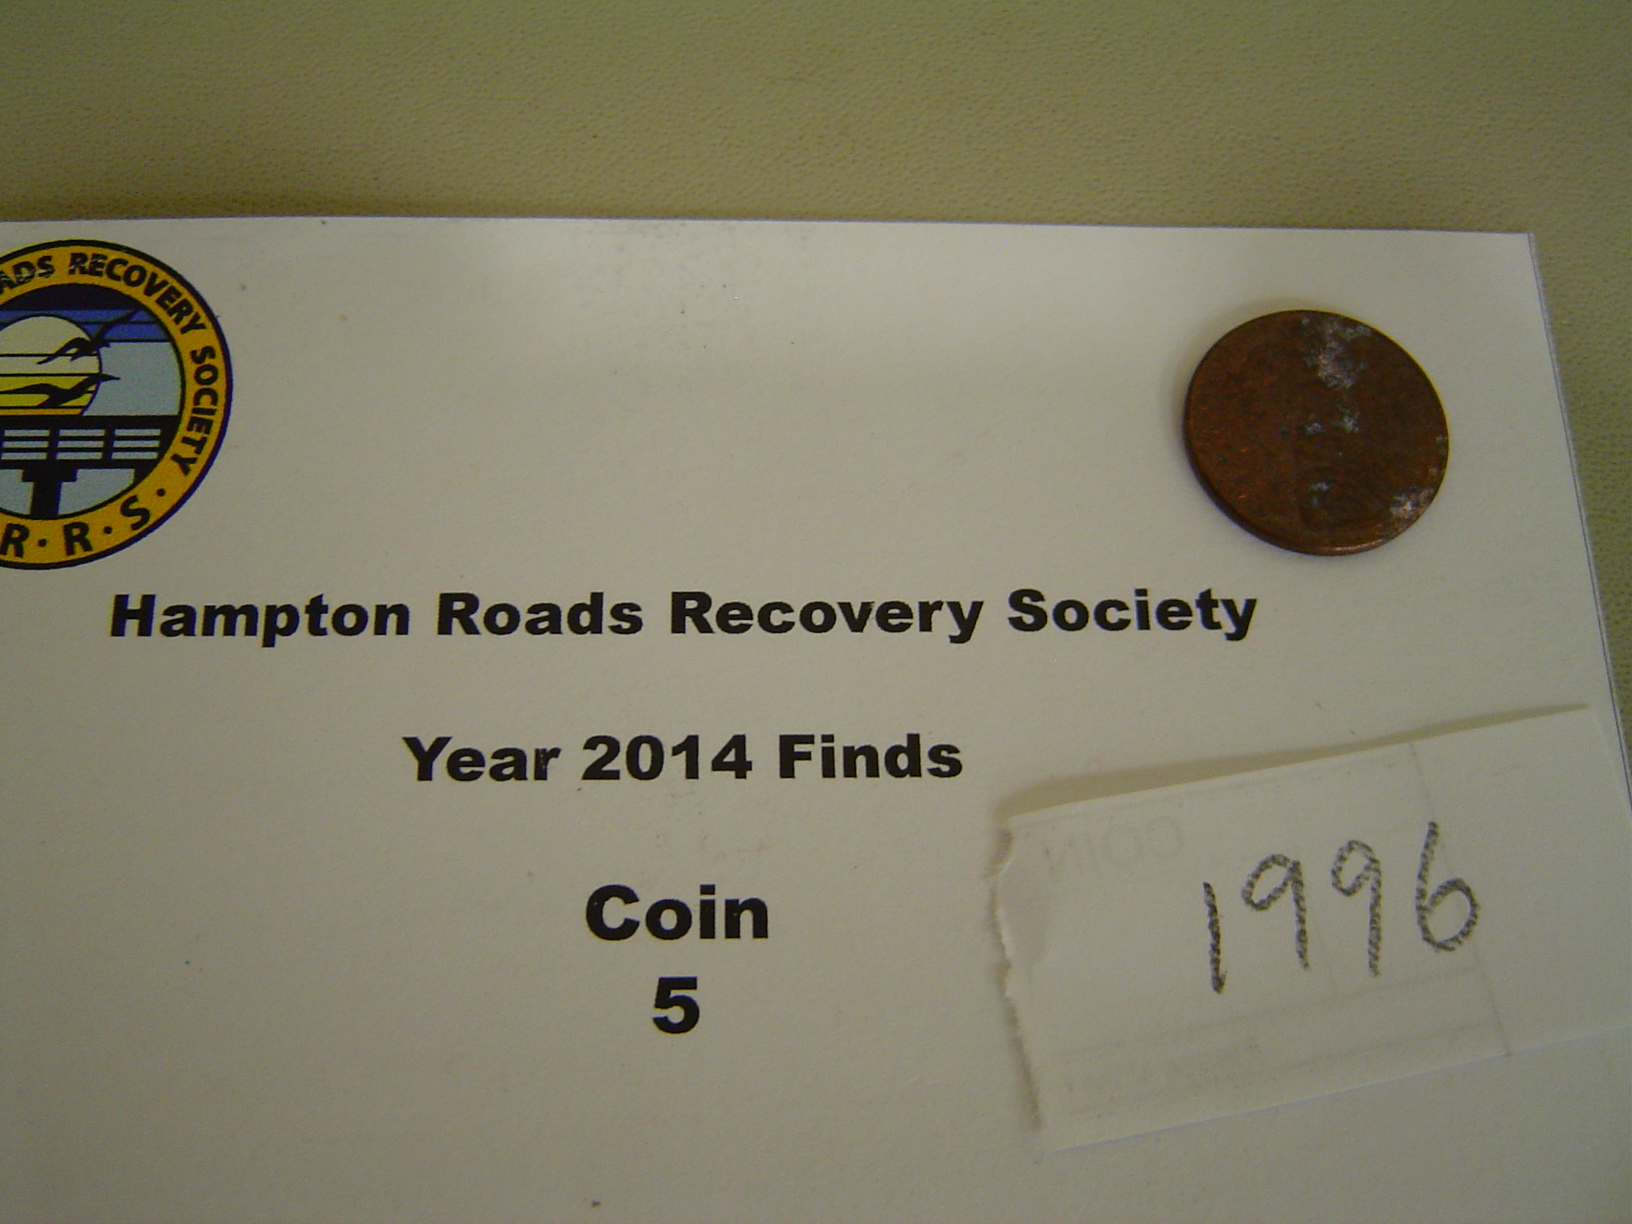 ADS RECOVERY SOCIETY
R · R · S ·
Hampton Roads Recovery Society
Year 2014 Finds
Coin
5
1996